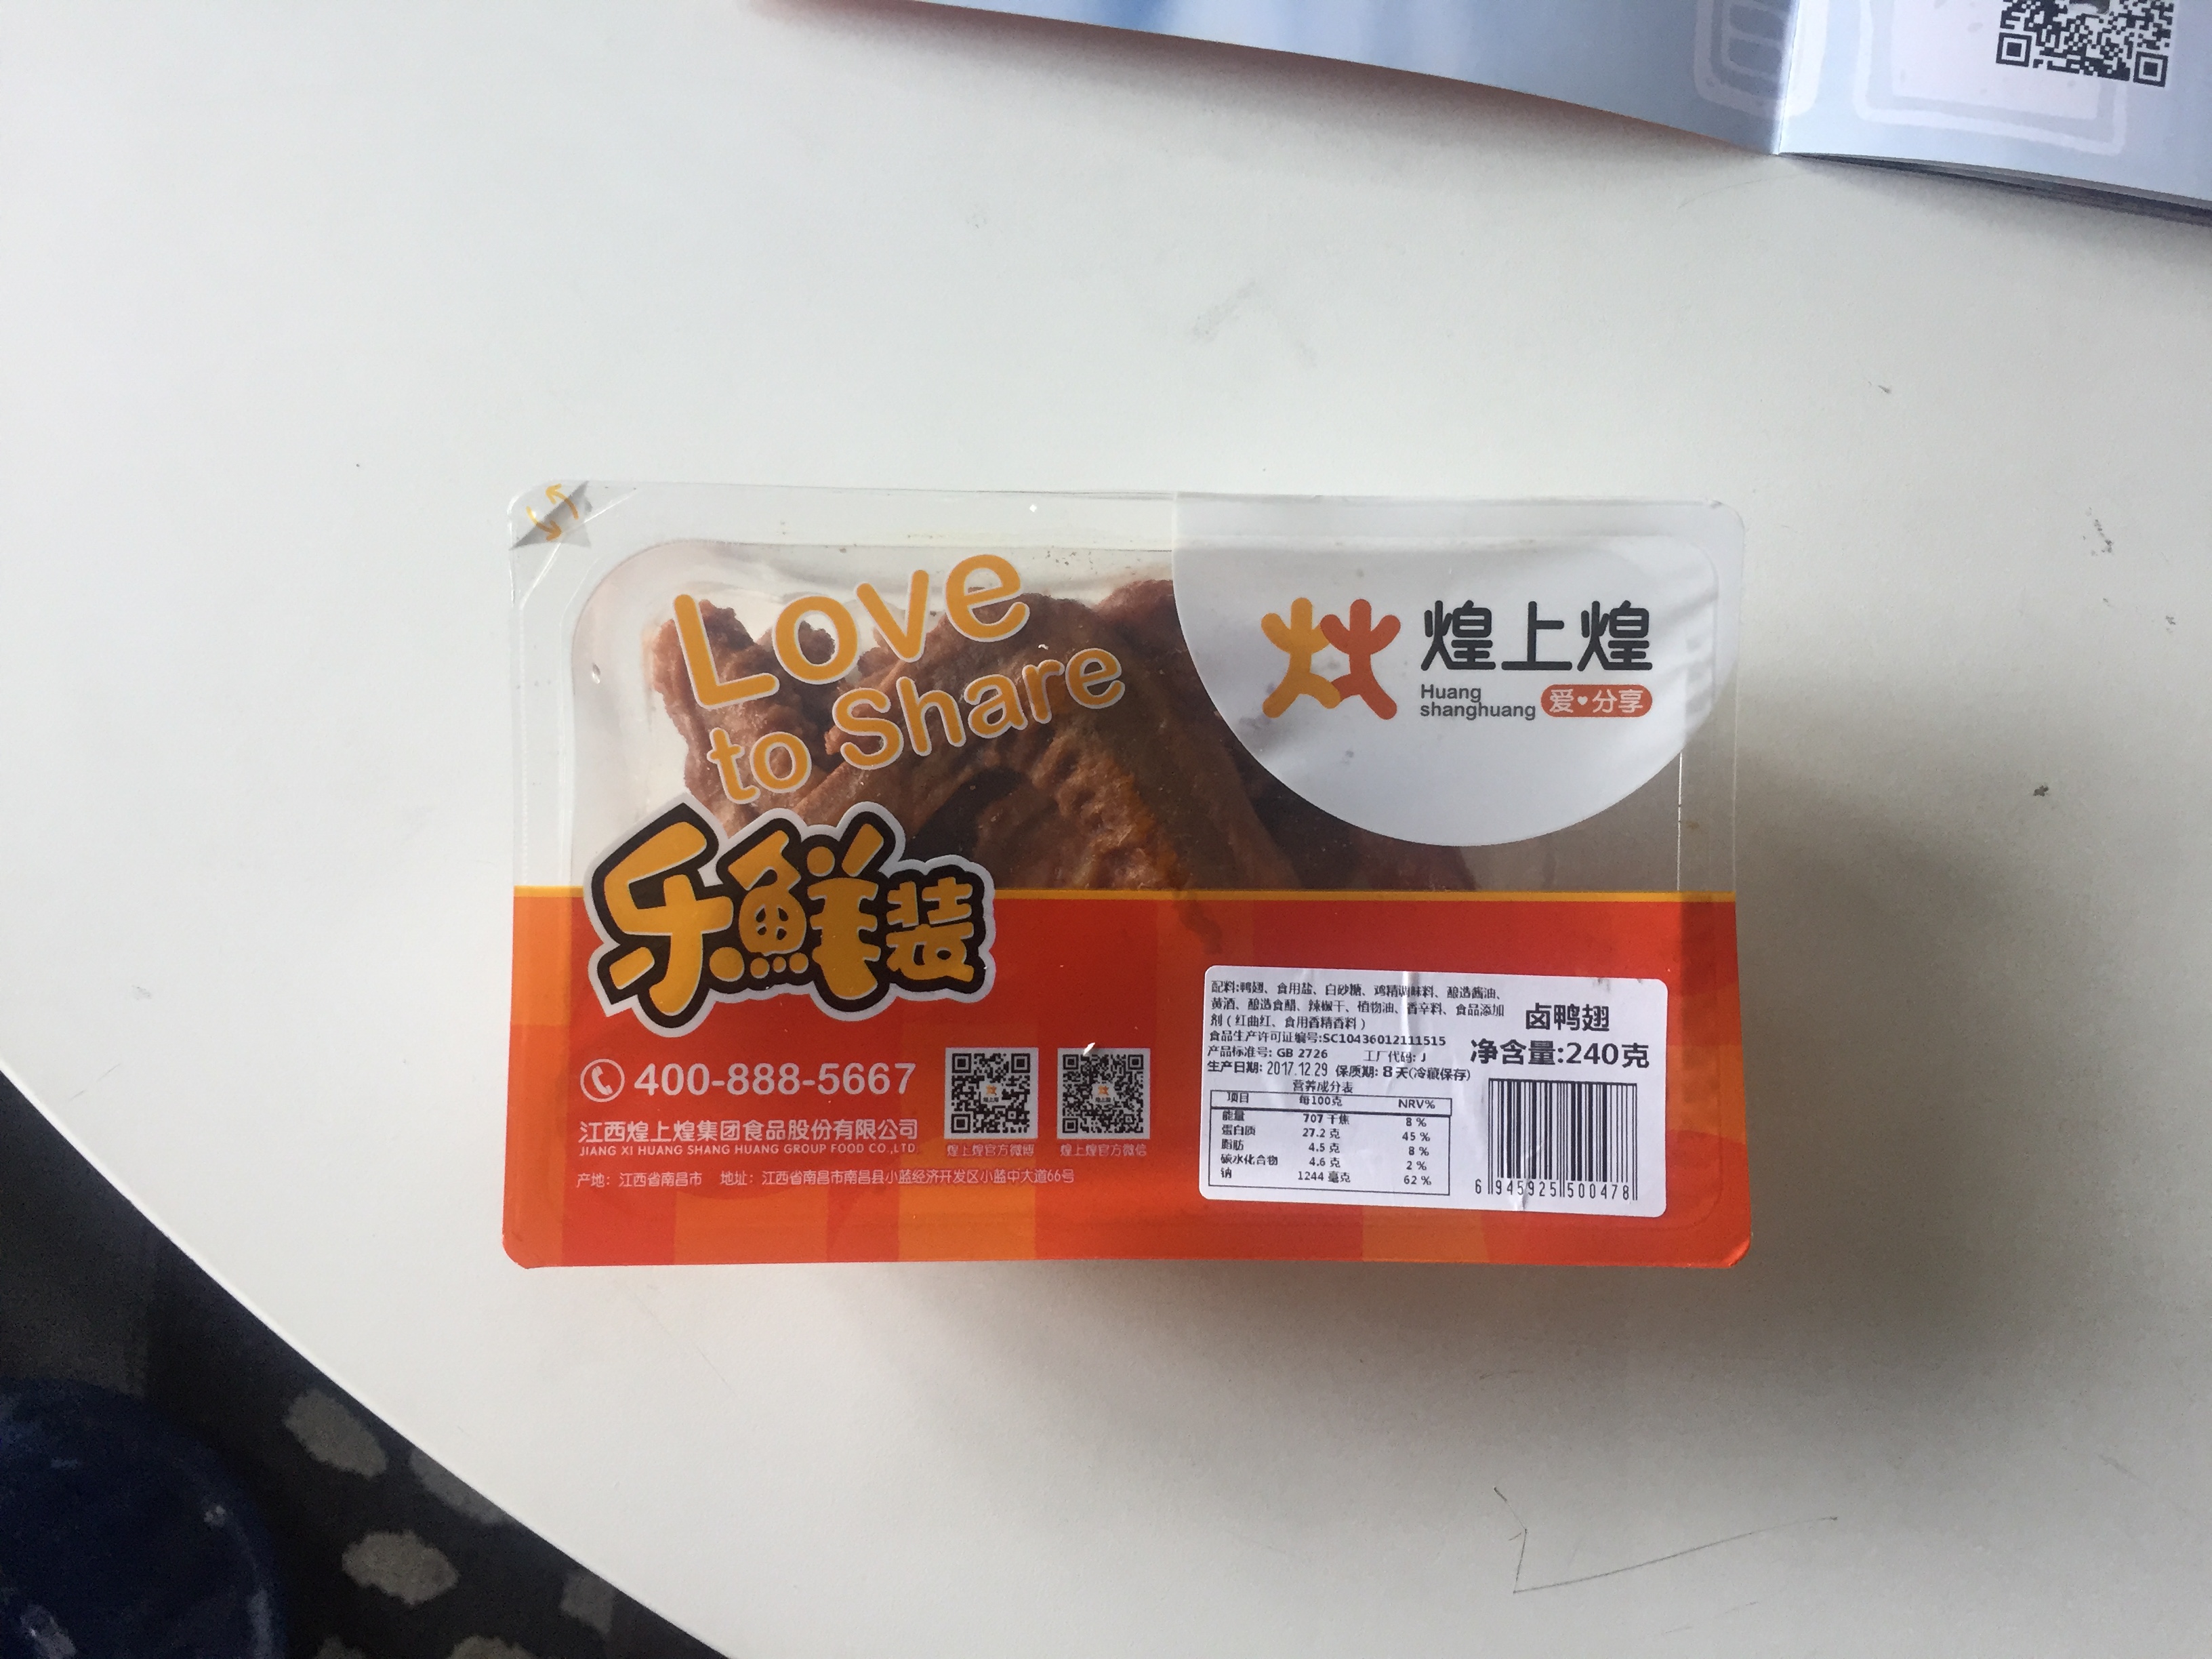 Love
to Share
煌上煌
Huang
shanghuang
爱♥分享
乐鲜装
400-888-5667
江西煌上煌集团食品股份有限公司
JIANG XI HUANG SHANG HUANG GROUP FOOD CO.,LTD
产地：江西省南昌市 地址：江西省南昌市南昌县小蓝经济开发区小蓝中大道66号
煌上煌官方微博
煌上煌官方微信
配料:鸭翅、食用盐、白砂糖、鸡精调味料、酿造酱油、
黄酒、酿造食醋、辣椒干、植物油、香辛料、食品添加
剂（红曲红、食用香精香料）
食品生产许可证编号:SC10436012111515
产品标准号: GB 2726 工厂代码: J
生产日期: 2017.12.29 保质期: 8天(冷藏保存)
卤鸭翅
净含量:240克
营养成分表
项目 每100克 NRV%
能量 707 千焦 8 %
蛋白质 27.2 克 45 %
脂肪 4.5 克 8 %
碳水化合物 4.6 克 2 %
钠 1244 毫克 62 %
6 945925 500478